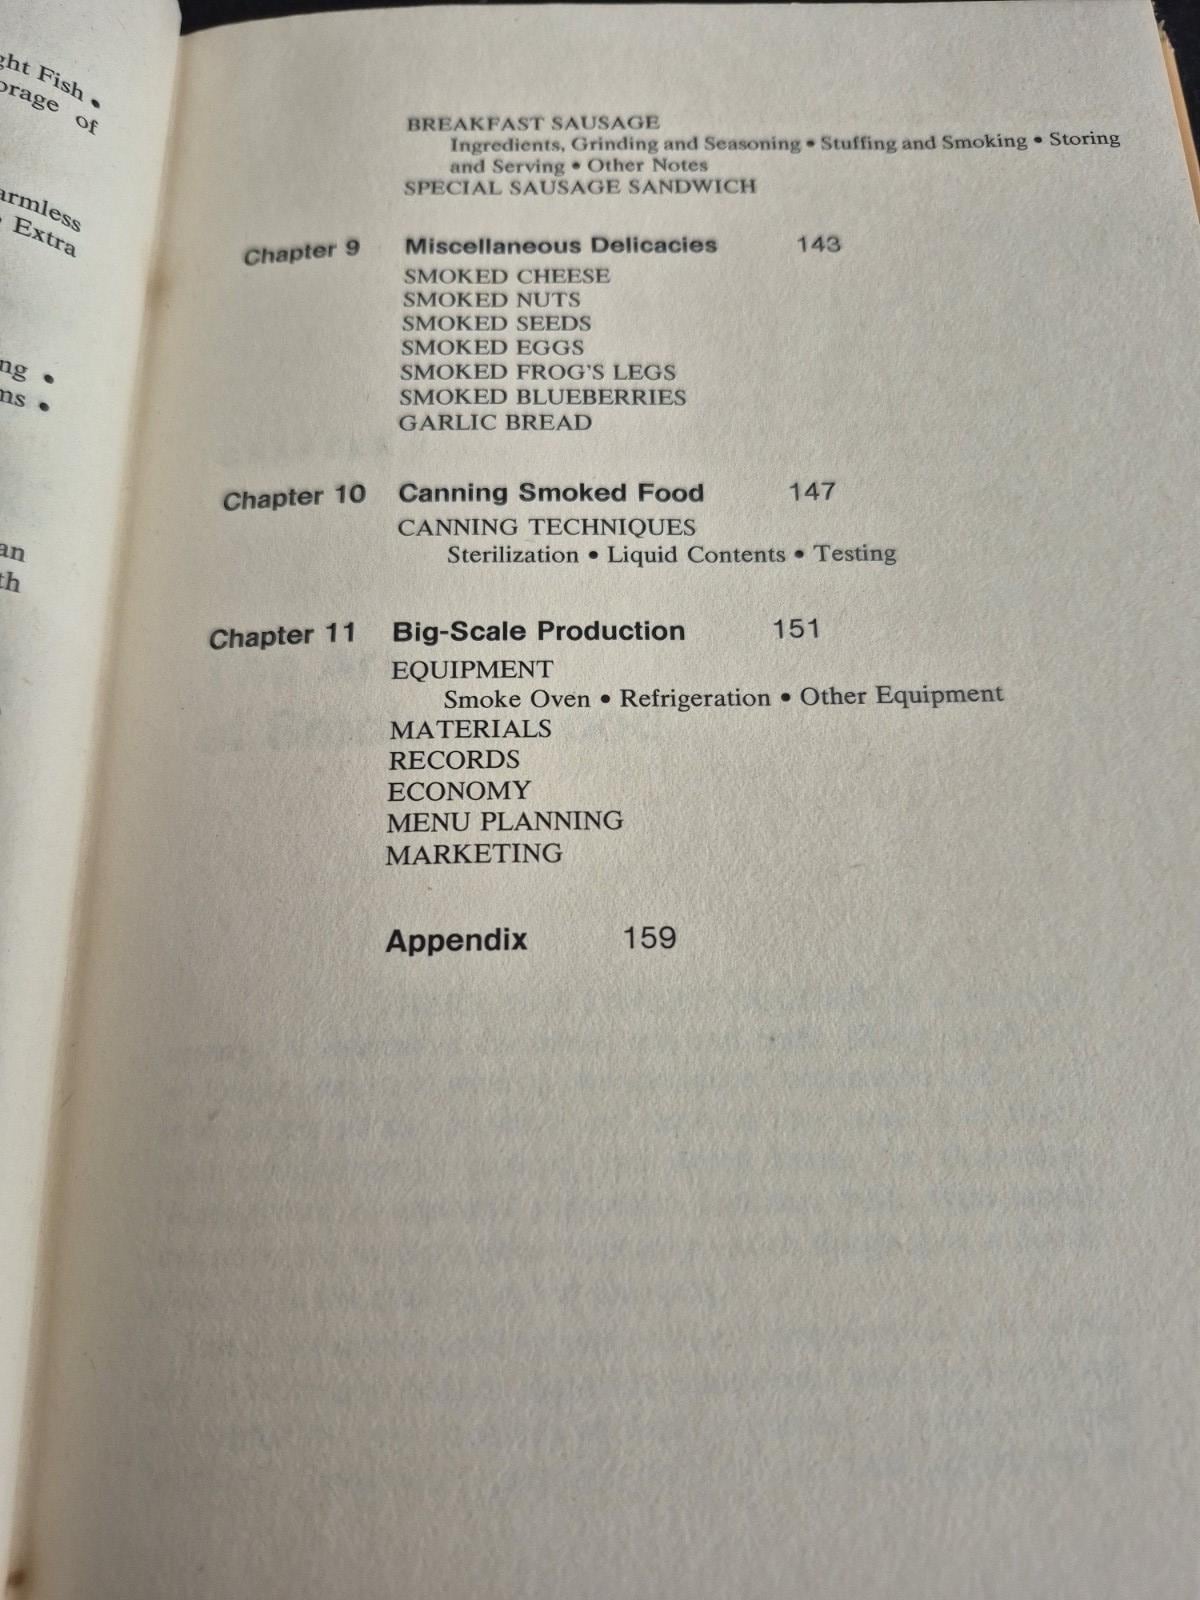 Fish •
of
Extra
BREAKFAST SAUSAGE
Ingredients, Grinding and Seasoning • Stuffing and Smoking • Storing
and Serving • Other Notes
SPECIAL SAUSAGE SANDWICH
Chapter 9 Miscellaneous Delicacies 143
SMOKED CHEESE
SMOKED NUTS
SMOKED SEEDS
SMOKED EGGS
SMOKED FROG'S LEGS
SMOKED BLUEBERRIES
GARLIC BREAD
Chapter 10 Canning Smoked Food 147
CANNING TECHNIQUES
Sterilization • Liquid Contents • Testing
Chapter 11 Big-Scale Production 151
EQUIPMENT
Smoke Oven • Refrigeration • Other Equipment
MATERIALS
RECORDS
ECONOMY
MENU PLANNING
MARKETING
Appendix 159